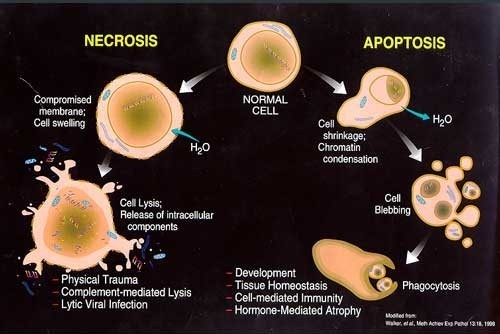 NECROSIS
APOPTOSIS
NORMAL
CELL
Compromised
membrane;
Cell swelling
H₂O
Cell
shrinkage;
Chromatin
condensation
H₂O
Cell Lysis;
Release of intracellular
components
Cell
Blebbing
Phagocytosis
– Physical Trauma
– Complement-mediated Lysis
– Lytic Viral Infection
– Development
– Tissue Homeostasis
– Cell-mediated Immunity
– Hormone-Mediated Atrophy
Modified from:
Walker, et al., Meth Achiev Exp Pathol 13:18, 1988